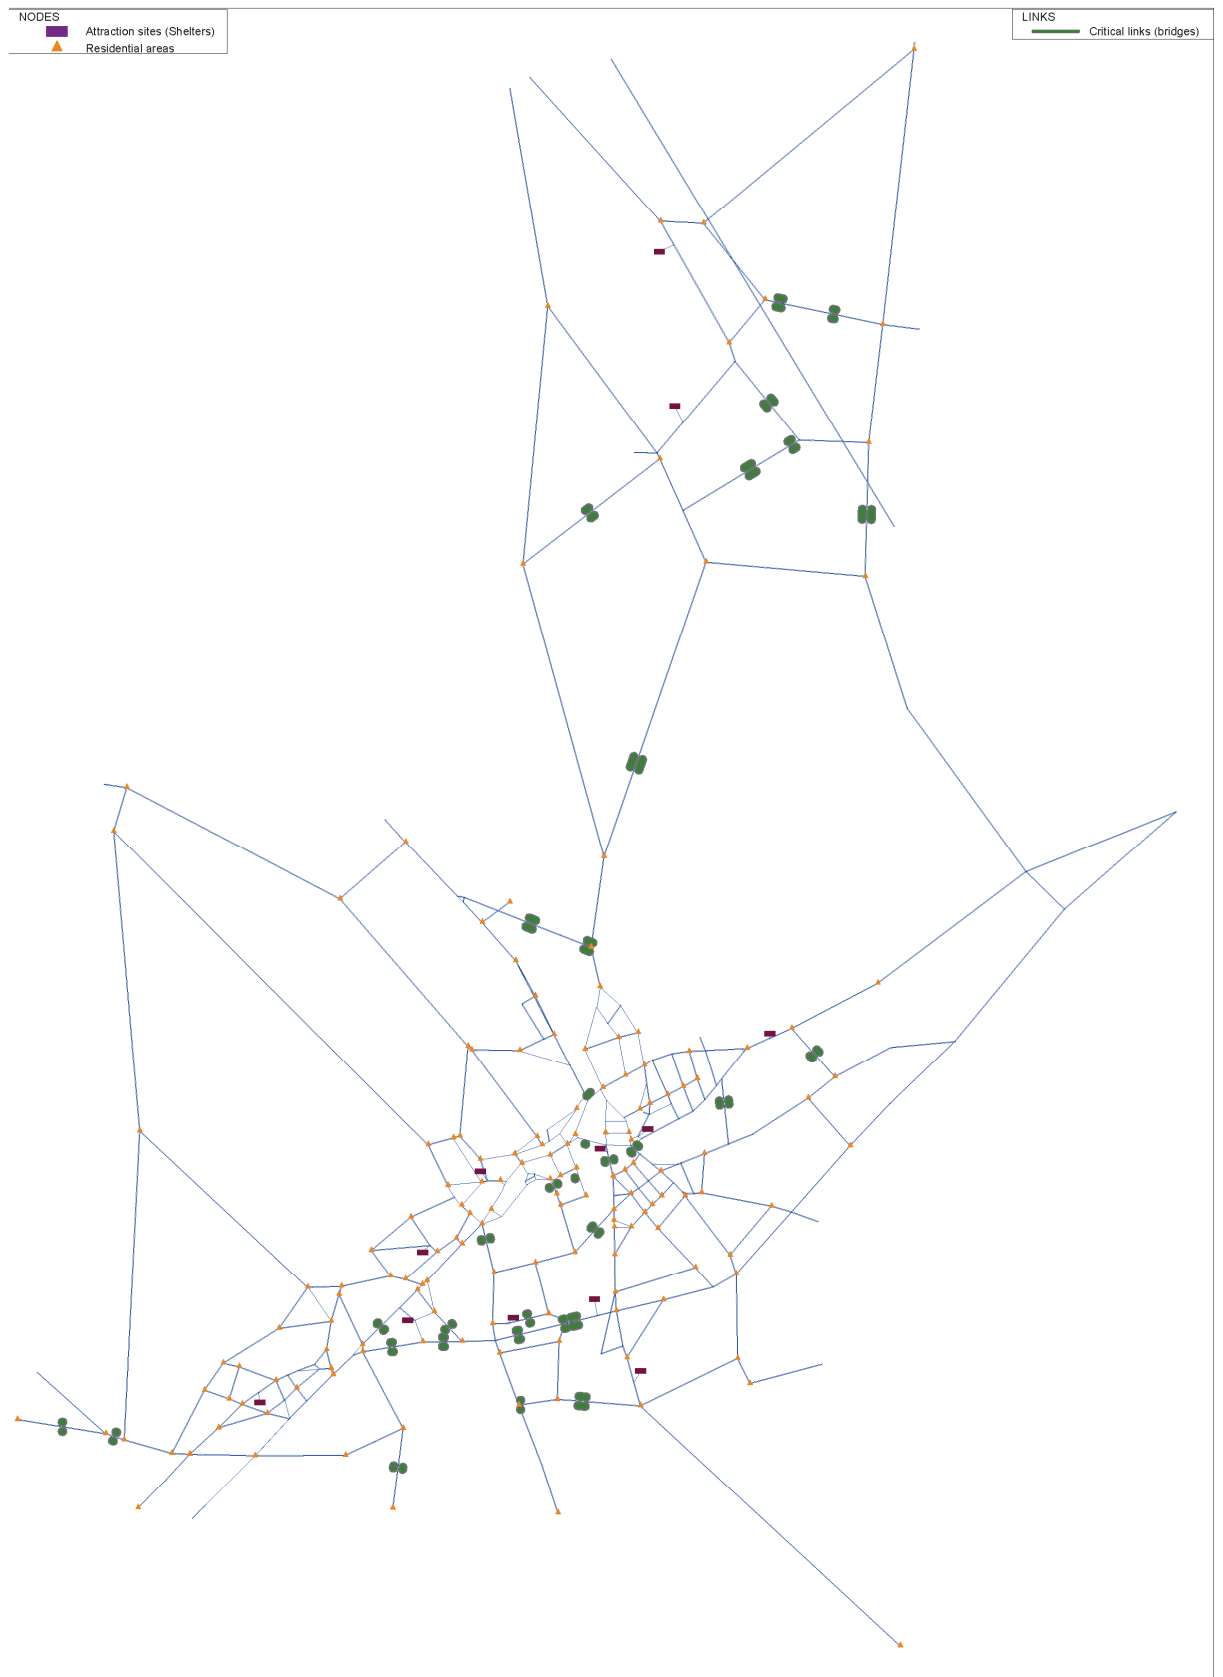 NODES
Attraction sites (Shelters)
Residential areas
LINKS
Critical links (bridges)